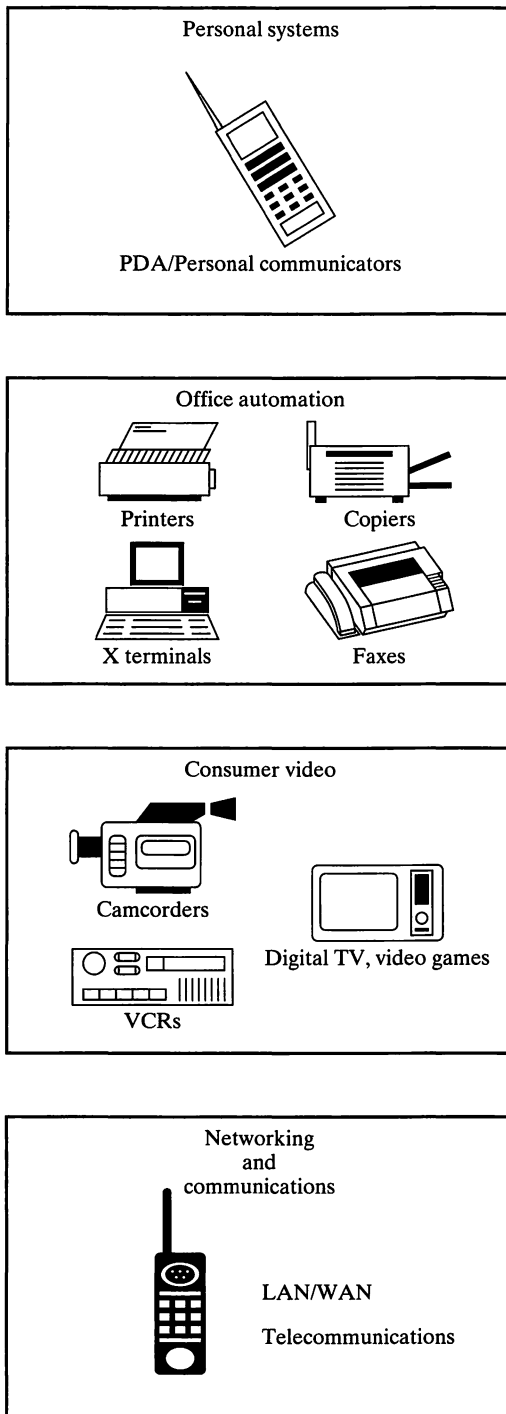 Personal systems
PDA/Personal communicators
Office automation
Printers
Copiers
X terminals
Faxes
Consumer video
Camcorders
Digital TV, video games
VCRs
Networking
and
communications
LAN/WAN
Telecommunications